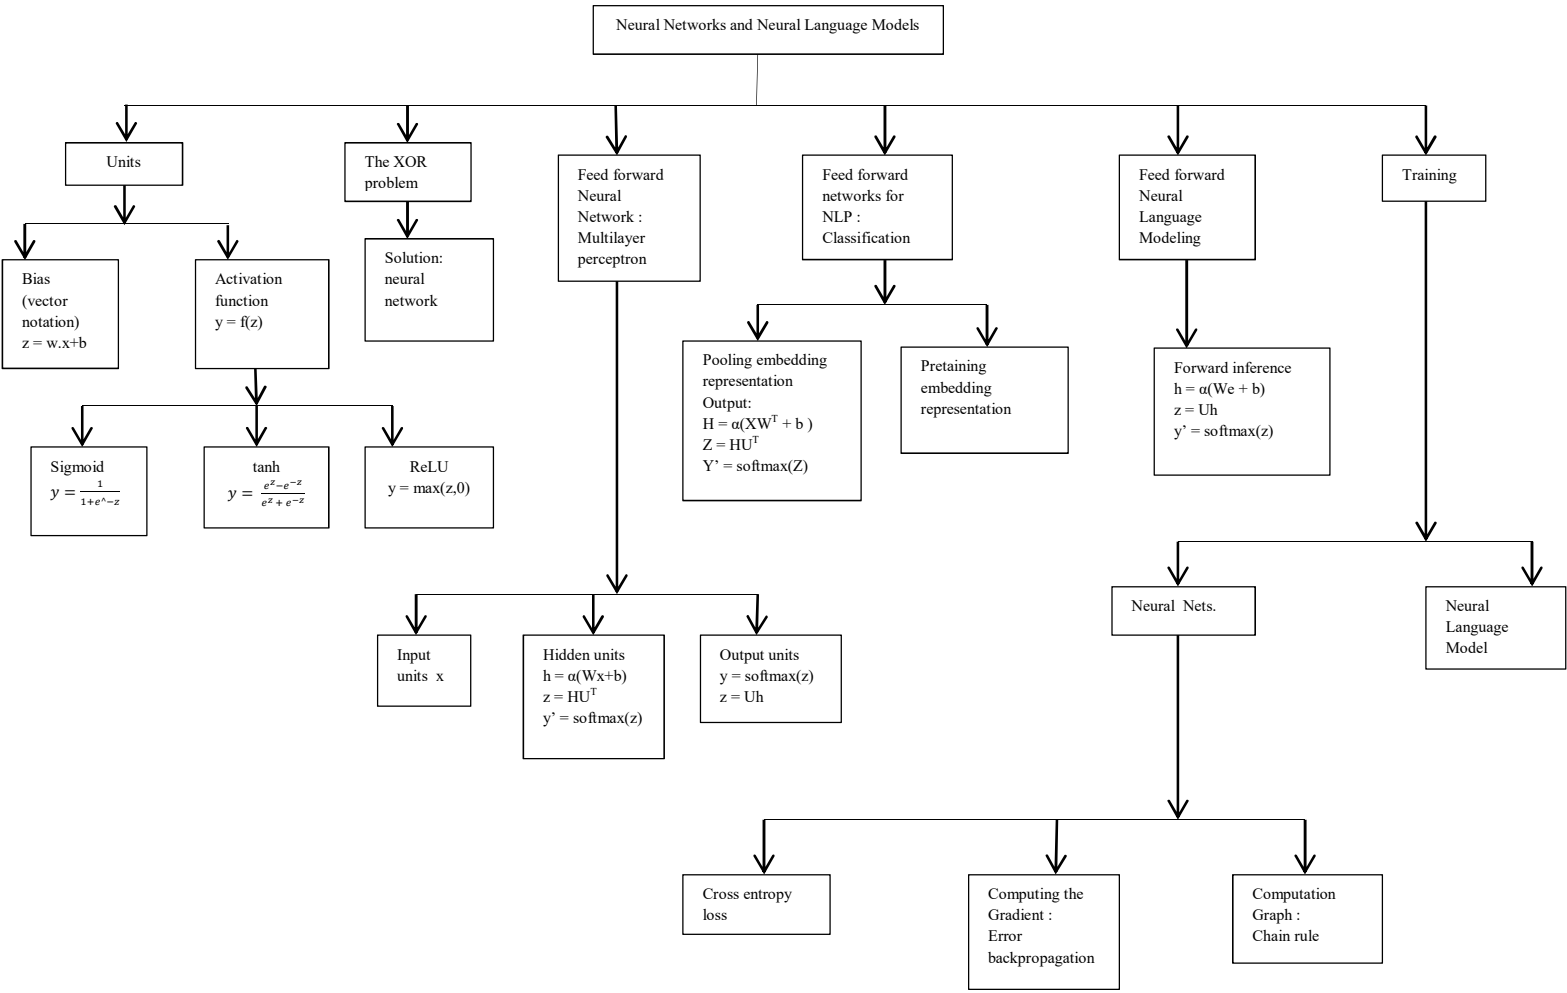 Neural Networks and Neural Language Models
Units
The XOR
problem
Feed forward
Neural
Network :
Multilayer
perceptron
Feed forward
networks for
NLP :
Classification
Feed forward
Neural
Language
Modeling
Training
Bias
(vector
notation)
z = w.x+b
Activation
function
y = f(z)
Solution:
neural
network
Pooling embedding
representation
Output:
H = α(XWᵀ + b )
Z = HUᵀ
Y’ = softmax(Z)
Pretaining
embedding
representation
Forward inference
h = α(We + b)
z = Uh
y’ = softmax(z)
Sigmoid
y = 1/(1+e^−z)
tanh
y = (e^z−e^−z)/(e^z + e^−z)
ReLU
y = max(z,0)
Input
units x
Hidden units
h = α(Wx+b)
z = HUᵀ
y’ = softmax(z)
Output units
y = softmax(z)
z = Uh
Neural Nets.
Neural
Language
Model
Cross entropy
loss
Computing the
Gradient :
Error
backpropagation
Computation
Graph :
Chain rule